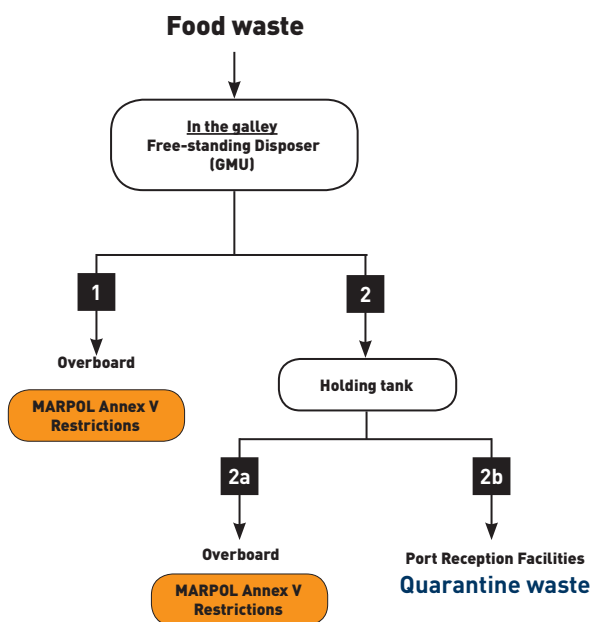 Food waste
In the galley
Free-standing Disposer
(GMU)
1
2
Overboard
MARPOL Annex V
Restrictions
Holding tank
2a
2b
Overboard
MARPOL Annex V
Restrictions
Port Reception Facilities
Quarantine waste